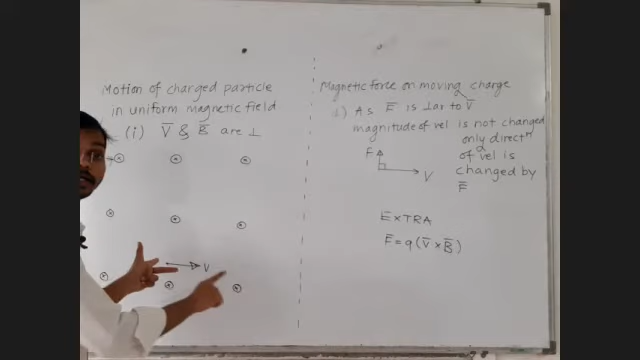 Motion of charged particle
in uniform magnetic field
(i) V̄ & B̄ are ⊥
V
Magnetic force on moving charge
1) As F̄ is ⊥ar to V̄
magnitude of vel is not changed
only directⁿ
of vel is
changed by
F̄
F
V
ExTRA
F̄ = q(V̄ × B̄)